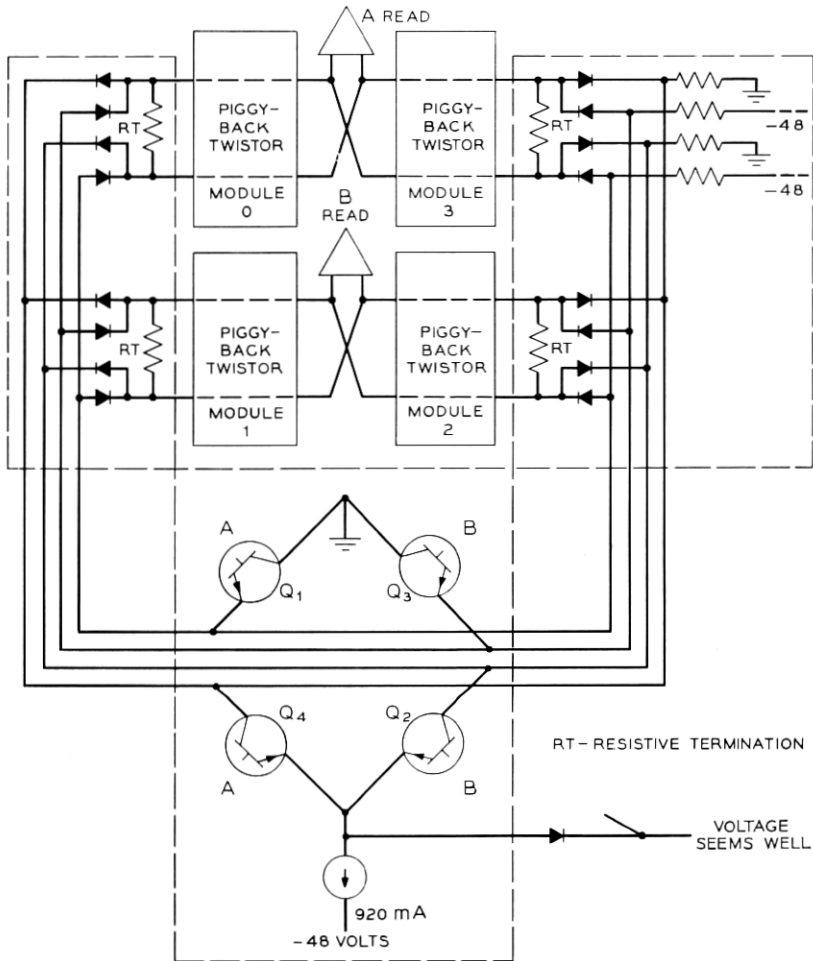 A READ
PIGGY-
BACK
TWISTOR
MODULE
0
RT
PIGGY-
BACK
TWISTOR
MODULE
3
RT
-48
-48
B
READ
PIGGY-
BACK
TWISTOR
MODULE
1
RT
PIGGY-
BACK
TWISTOR
MODULE
2
RT
A
Q1
B
Q3
Q4
A
Q2
B
RT-RESISTIVE TERMINATION
VOLTAGE
SEEMS WELL
920 mA
-48 VOLTS